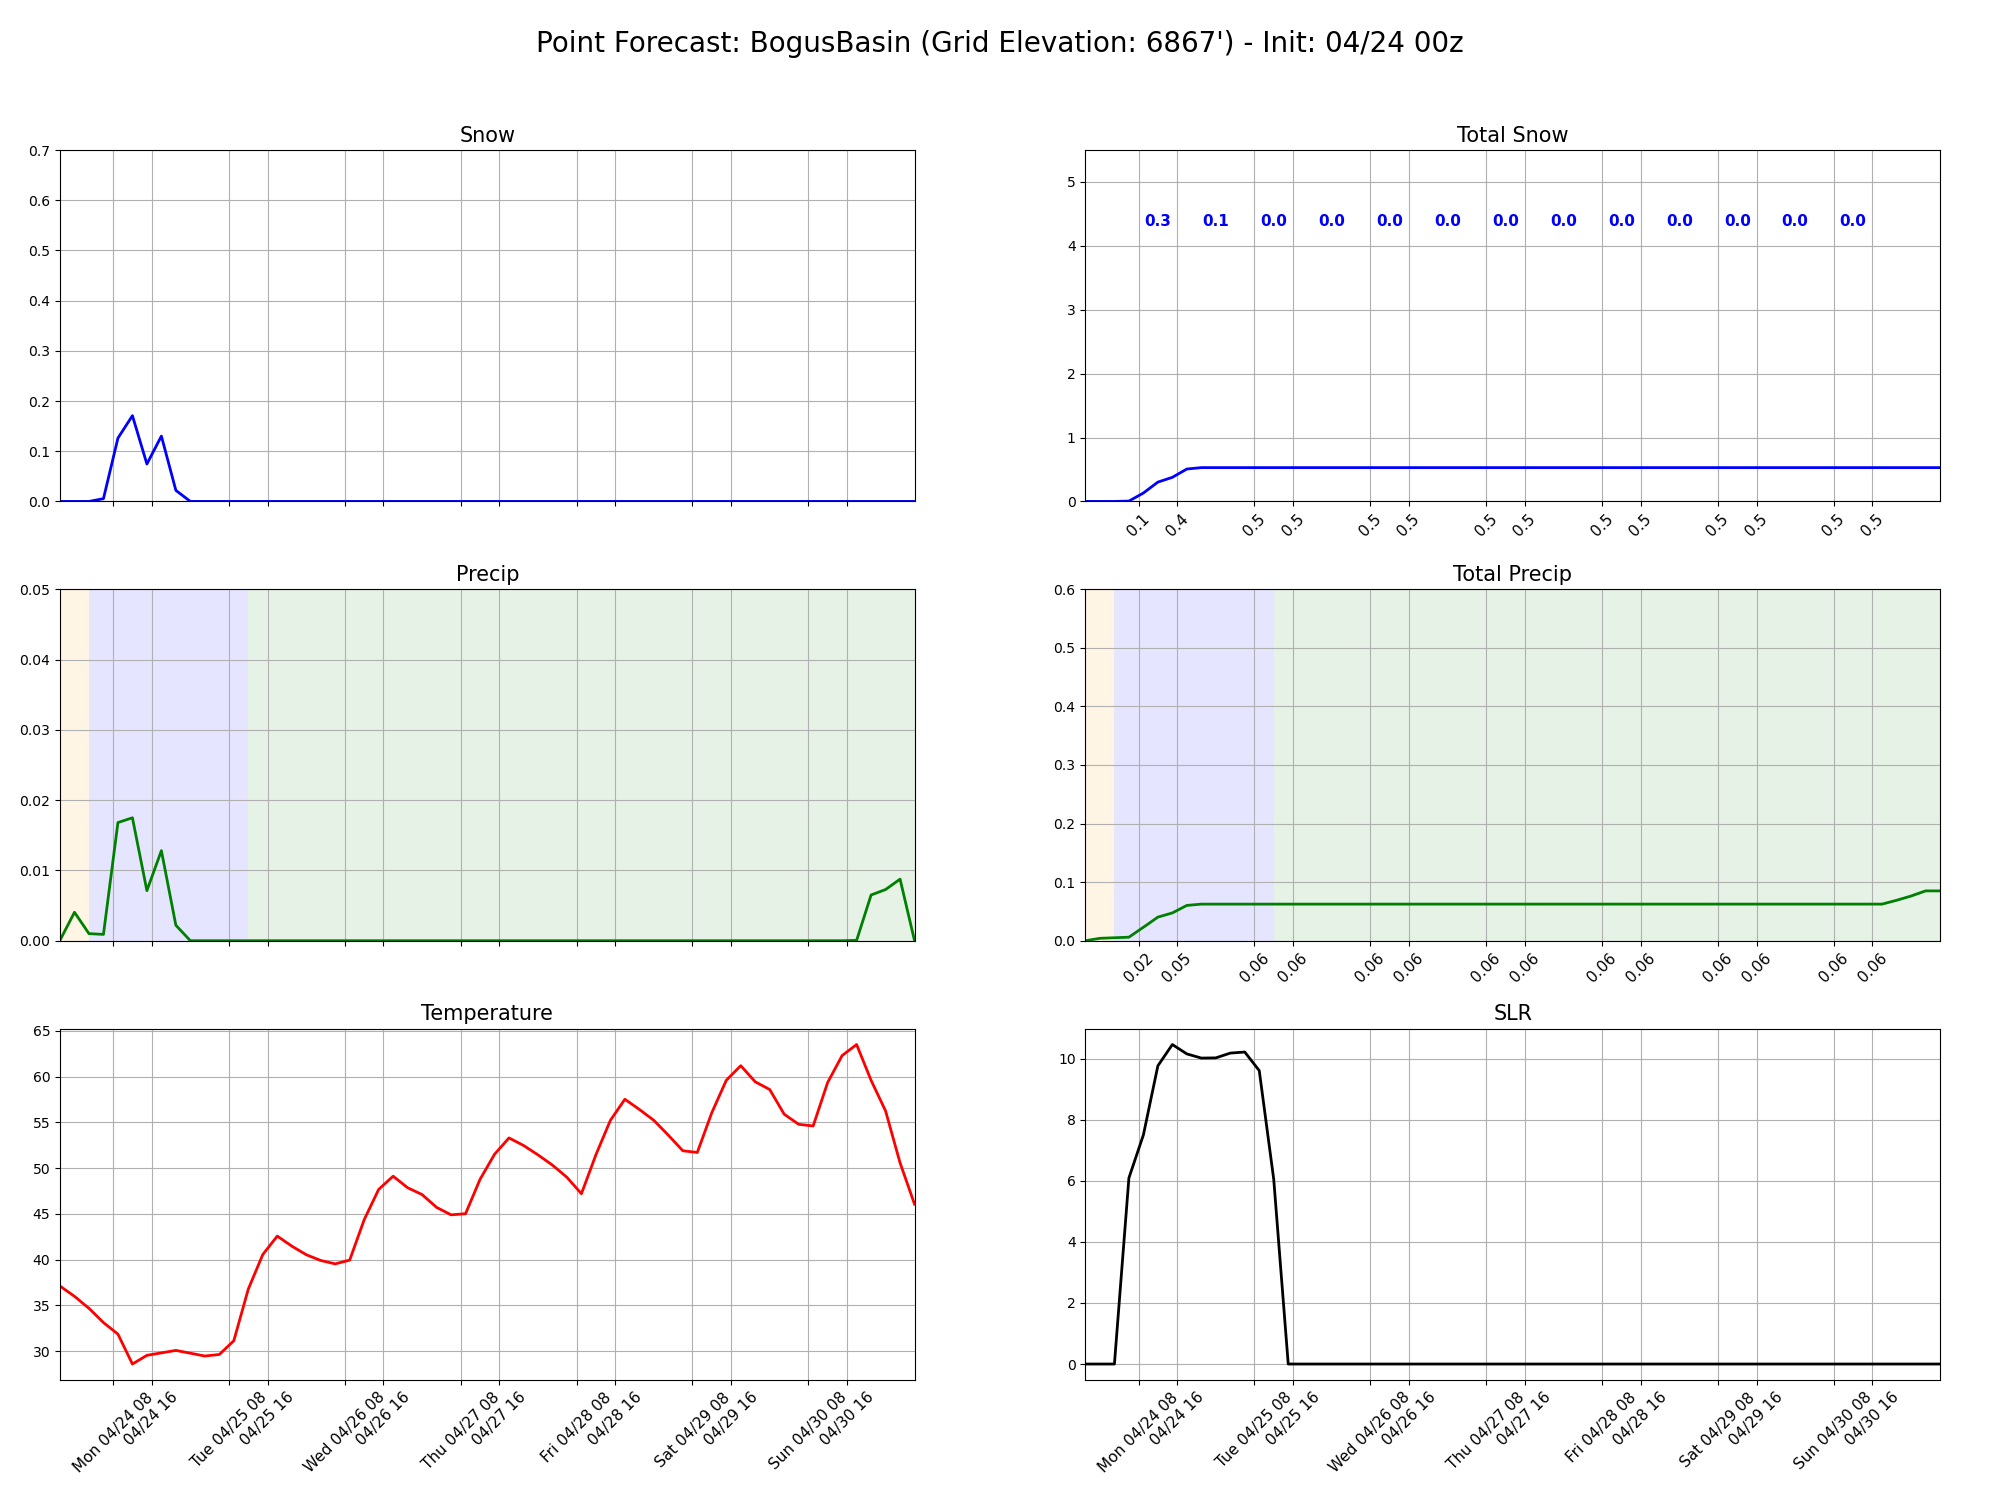 Point Forecast: BogusBasin (Grid Elevation: 6867') - Init: 04/24 00z
Snow
0.7
0.6
0.5
0.4
0.3
0.2
0.1
0.0
Total Snow
5
4
3
2
1
0
0.3 0.1 0.0 0.0 0.0 0.0 0.0 0.0 0.0 0.0 0.0 0.0 0.0
0.1 0.4 0.5 0.5 0.5 0.5 0.5 0.5 0.5 0.5 0.5 0.5 0.5 0.5
Precip
0.05
0.04
0.03
0.02
0.01
0.00
Total Precip
0.6
0.5
0.4
0.3
0.2
0.1
0.0
0.02 0.05 0.06 0.06 0.06 0.06 0.06 0.06 0.06 0.06 0.06 0.06 0.06 0.06
Temperature
65
60
55
50
45
40
35
30
Mon 04/24 08
04/24 16
Tue 04/25 08
04/25 16
Wed 04/26 08
04/26 16
Thu 04/27 08
04/27 16
Fri 04/28 08
04/28 16
Sat 04/29 08
04/29 16
Sun 04/30 08
04/30 16
SLR
10
8
6
4
2
0
Mon 04/24 08
04/24 16
Tue 04/25 08
04/25 16
Wed 04/26 08
04/26 16
Thu 04/27 08
04/27 16
Fri 04/28 08
04/28 16
Sat 04/29 08
04/29 16
Sun 04/30 08
04/30 16